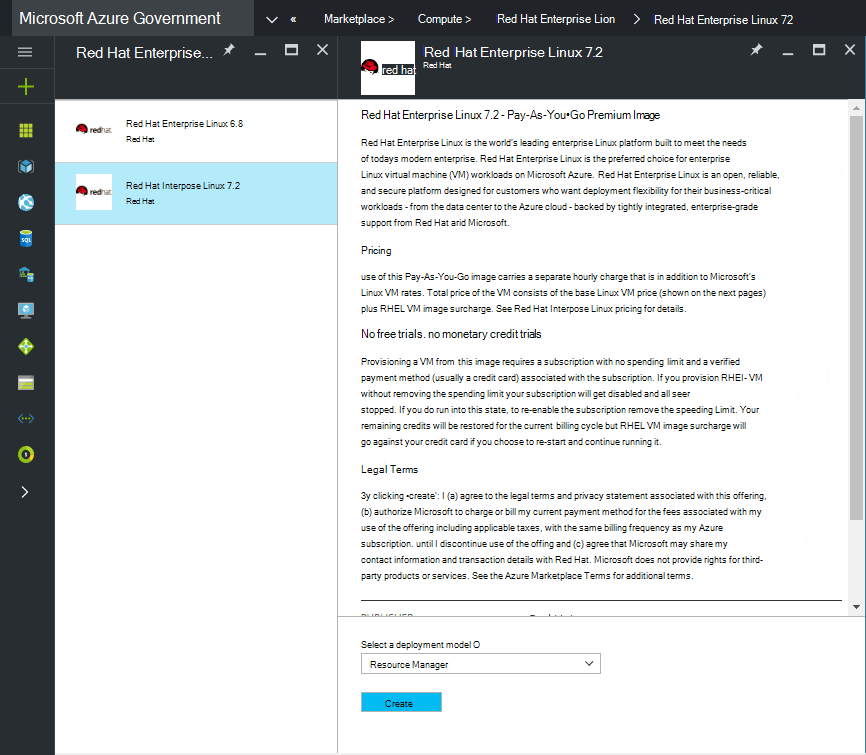 Microsoft Azure Government
«
Marketplace >
Compute >
Red Hat Enterprise Lion
Red Hat Enterprise Linux 72
Red Hat Enterprise...
redhat
Red Hat Enterprise Linux 6.8
Red Hat
redhat
Red Hat Interpose Linux 7.2
Red Hat
SQL
red hat
Red Hat Enterprise Linux 7.2
Red Hat
Red Hat Enterprise Linux 7.2 - Pay-As-You•Go Premium Image
Red Hat Enterprise Linux is the world's leading enterprise Linux platform built to meet the needs
of todays modern enterprise. Red Hat Enterprise Linux is the preferred choice for enterprise
Linux virtual machine (VM) workloads on Microsoft Azure. Red Hat Enterprise Linux is an open, reliable,
and secure platform designed for customers who want deployment flexibility for their business-critical
workloads - from the data center to the Azure cloud - backed by tightly integrated, enterprise-grade
support from Red Hat arid Microsoft.
Pricing
use of this Pay-As-You-Go image carries a separate hourly charge that is in addition to Microsoft's
Linux VM rates. Total price of the VM consists of the base Linux VM price (shown on the next pages)
plus RHEL VM image surcharge. See Red Hat Interpose Linux pricing for details.
No free trials. no monetary credit trials
Provisioning a VM from this image requires a subscription with no spending limit and a verified
payment method (usually a credit card) associated with the subscription. If you provision RHEI- VM
without removing the spending limit your subscription will get disabled and all seer
stopped. If you do run into this state, to re-enable the subscription remove the speeding Limit. Your
remaining credits will be restored for the current billing cycle but RHEL VM image surcharge will
go against your credit card if you choose to re-start and continue running it.
Legal Terms
3y clicking •create': I (a) agree to the legal terms and privacy statement associated with this offering,
(b) authorize Microsoft to charge or bill my current payment method for the fees associated with my
use of the offering including applicable taxes, with the same billing frequency as my Azure
subscription. until I discontinue use of the offing and (c) agree that Microsoft may share my
contact information and transaction details with Red Hat. Microsoft does not provide rights for third-
party products or services. See the Azure Marketplace Terms for additional terms.
Select a deployment model O
Resource Manager
Create